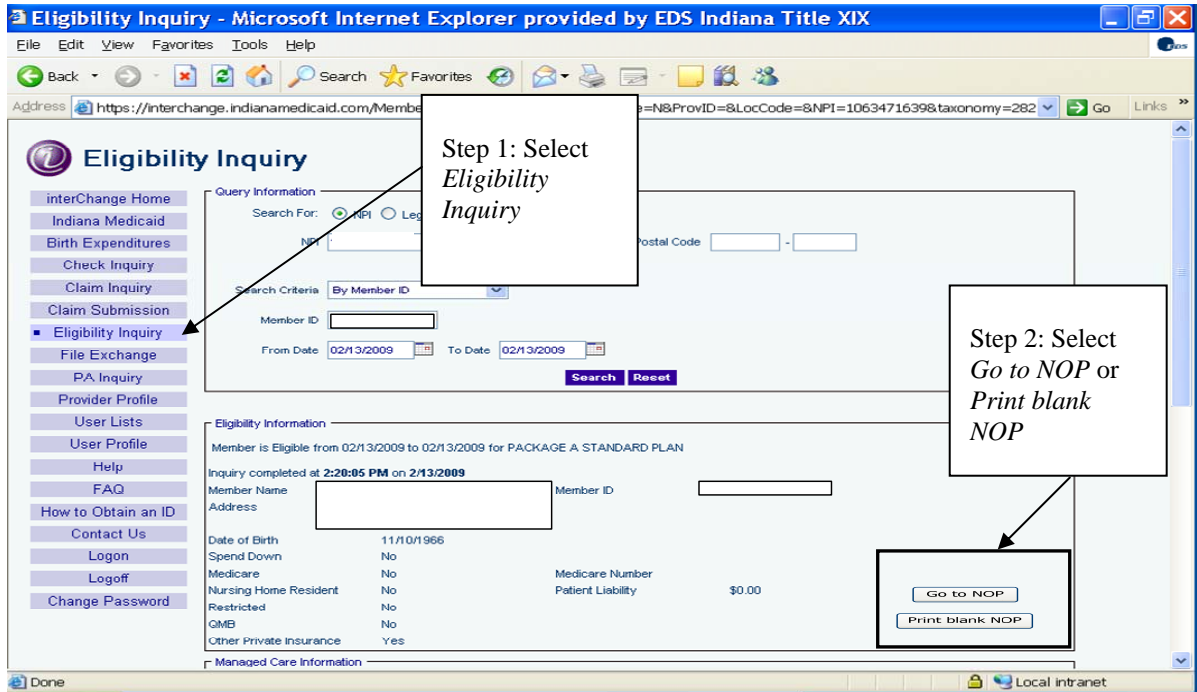 Eligibility Inquiry - Microsoft Internet Explorer provided by EDS Indiana Title XIX
File Edit View Favorites Tools Help
EDS
Back Search Favorites
Address https://interchange.indianamedicaid.com/Membe =N&ProvID=&LocCode=&NPI=1063471639&taxonomy=282 Go Links »
Eligibility Inquiry
Step 1: Select
Eligibility
Inquiry
interChange Home
Indiana Medicaid
Birth Expenditures
Check Inquiry
Claim Inquiry
Claim Submission
Eligibility Inquiry
File Exchange
PA Inquiry
Provider Profile
User Lists
User Profile
Help
FAQ
How to Obtain an ID
Contact Us
Logon
Logoff
Change Password
Query Information
Search For: NPI Leg
NPI Postal Code -
Search Criteria By Member ID
Member ID
From Date 02/13/2009 To Date 02/13/2009
Search Reset
Step 2: Select
Go to NOP or
Print blank
NOP
Eligibility Information
Member is Eligible from 02/13/2009 to 02/13/2009 for PACKAGE A STANDARD PLAN
Inquiry completed at 2:20:05 PM on 2/13/2009
Member Name Member ID
Address
Date of Birth 11/10/1966
Spend Down No
Medicare No Medicare Number
Nursing Home Resident No Patient Liability $0.00
Restricted No
QMB No
Other Private Insurance Yes
Go to NOP
Print blank NOP
Managed Care Information
Done Local intranet